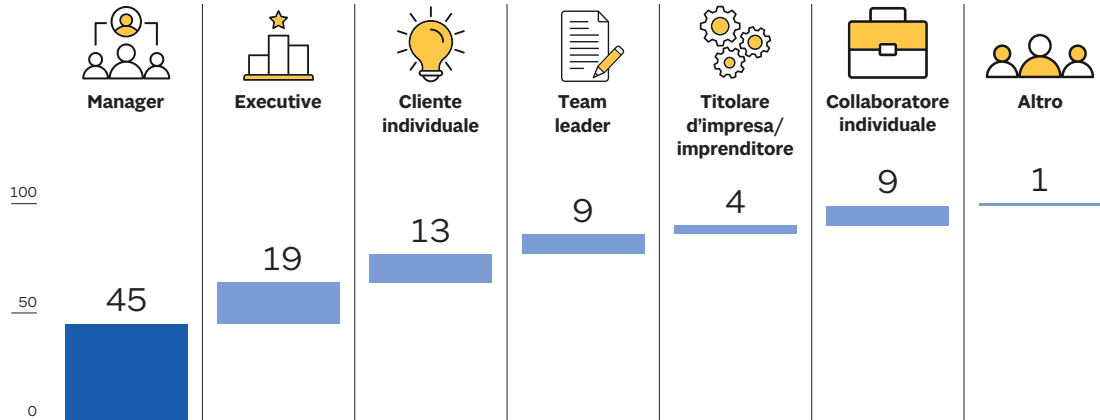 Manager
Executive
Cliente
individuale
Team
leader
Titolare
d’impresa/
imprenditore
Collaboratore
individuale
Altro
100
50
0
45
19
13
9
4
9
1